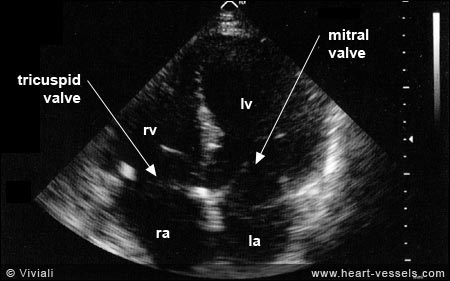 mitral
valve
tricuspid
valve
lv
rv
ra
la
© Viviali
www.heart-vessels.com